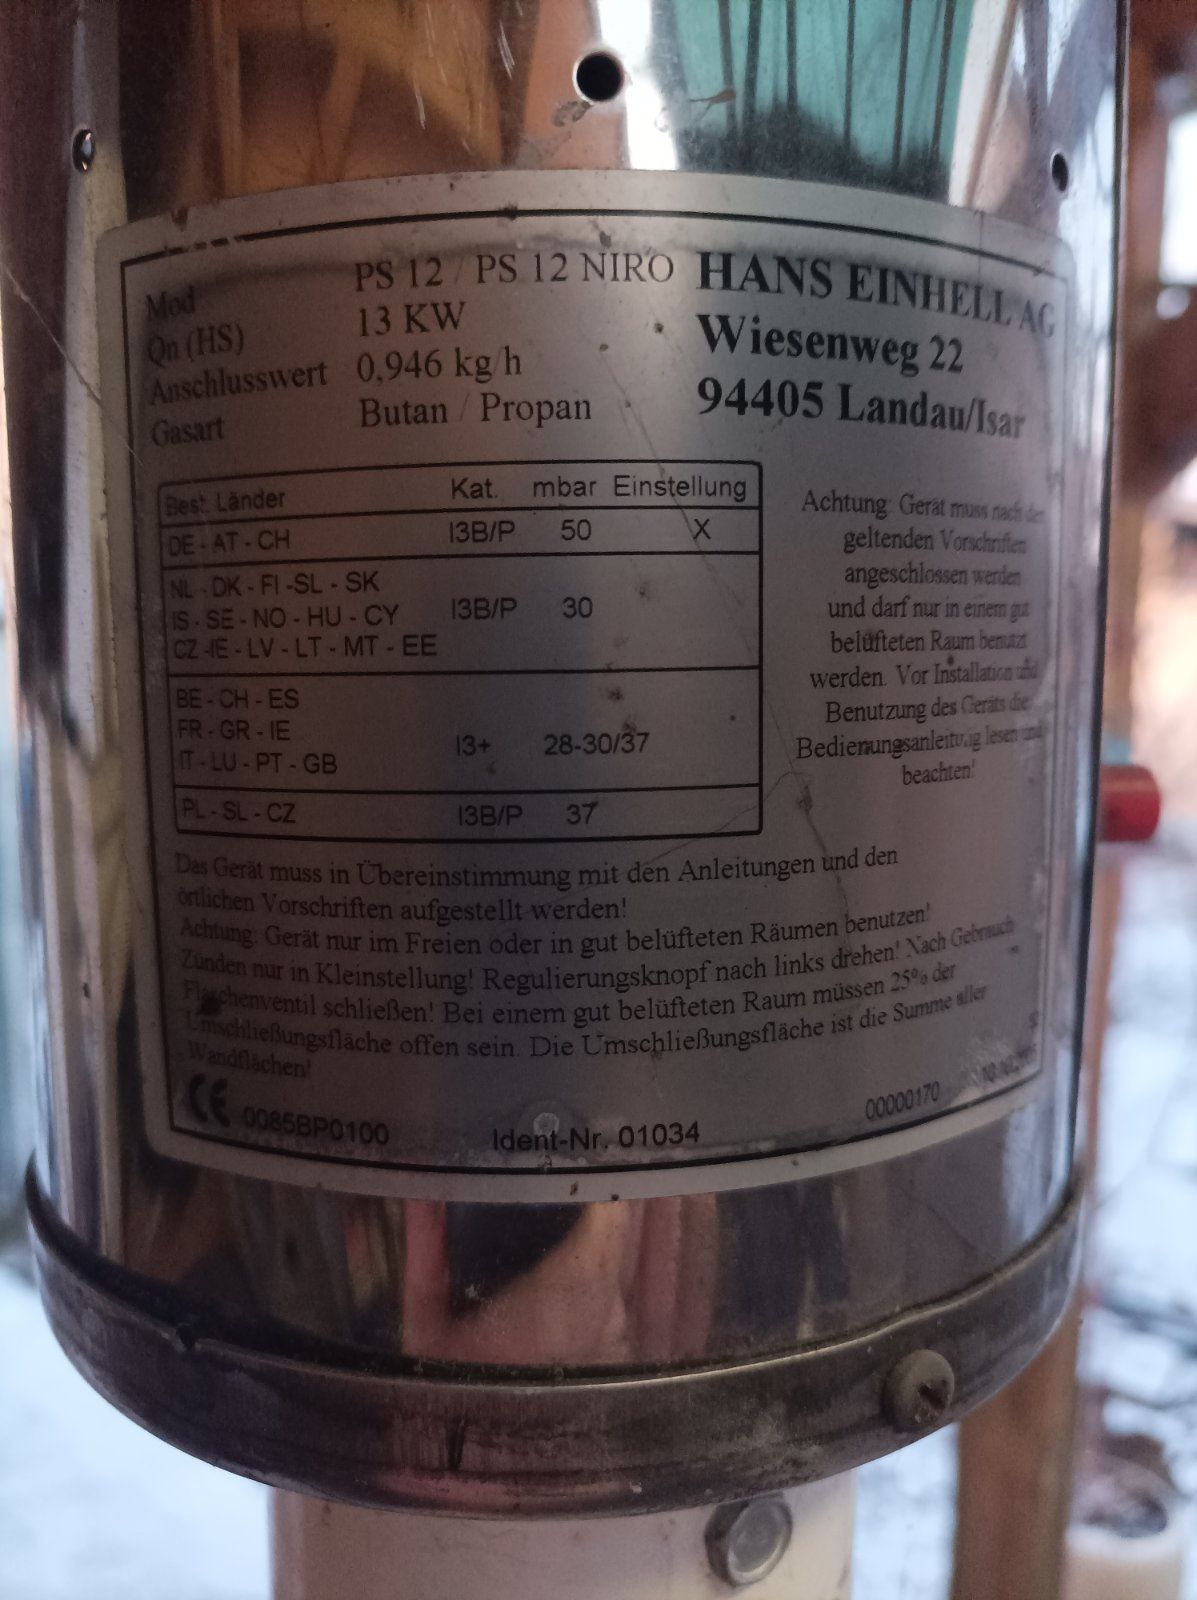 Mod PS 12 / PS 12 NIRO
Qn (HS) 13 KW
Anschlusswert 0,946 kg/h
Gasart Butan / Propan
HANS EINHELL AG
Wiesenweg 22
94405 Landau/Isar
Best. Länder Kat. mbar Einstellung
DE - AT - CH I3B/P 50 X
NL - DK - FI -SL - SK
IS - SE - NO - HU - CY I3B/P 30
CZ -IE - LV - LT - MT - EE
BE - CH - ES
FR - GR - IE
IT - LU - PT - GB I3+ 28-30/37
PL - SL - CZ I3B/P 37
Achtung: Gerät muss nach den
geltenden Vorschriften
angeschlossen werden
und darf nur in einem gut
belüfteten Raum benutzt
werden. Vor Installation und
Benutzung des Geräts die
Bedienungsanleitung lesen und
beachten!
Das Gerät muss in Übereinstimmung mit den Anleitungen und den
örtlichen Vorschriften aufgestellt werden!
Achtung: Gerät nur im Freien oder in gut belüfteten Räumen benutzen!
Zünden nur in Kleinstellung! Regulierungsknopf nach links drehen! Nach Gebrauch
Flaschenventil schließen! Bei einem gut belüfteten Raum müssen 25% der
Umschließungsfläche offen sein. Die Umschließungsfläche ist die Summe aller
Wandflächen!
CE 0085BP0100 Ident-Nr. 01034 00000170